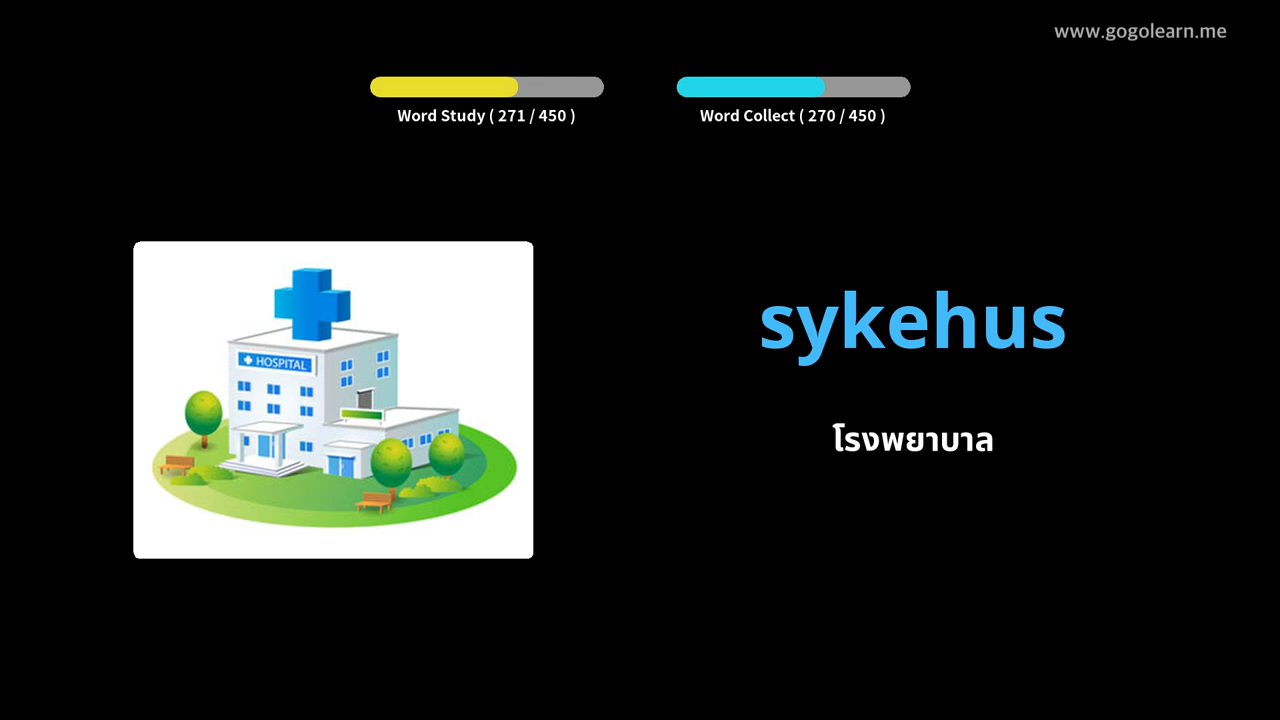 www.gogolearn.me
Word Study ( 271 / 450 )
Word Collect ( 270 / 450 )
HOSPITAL
sykehus
โรงพยาบาล